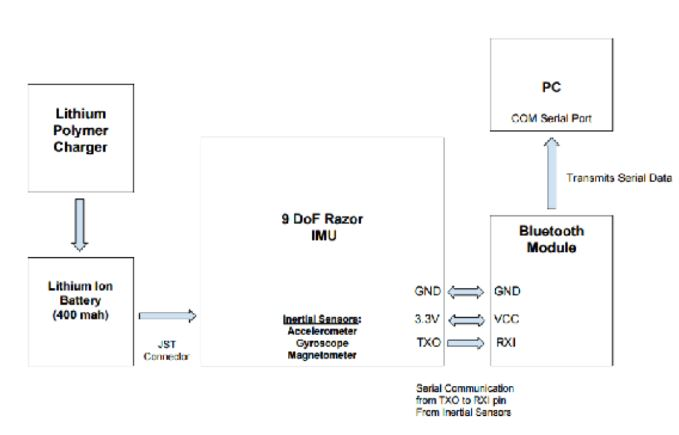 Lithium
Polymer
Charger
Lithium Ion
Battery
(400 mah)
JST
Connector
9 DoF Razor
IMU
Inertial Sensors:
Accelerometer
Gyroscope
Magnetometer
GND
3.3V
TXO
GND
VCC
RXI
Serial Communication
from TXO to RXI pin
From Inertial Sensors
Bluetooth
Module
Transmits Serial Data
PC
COM Serial Port